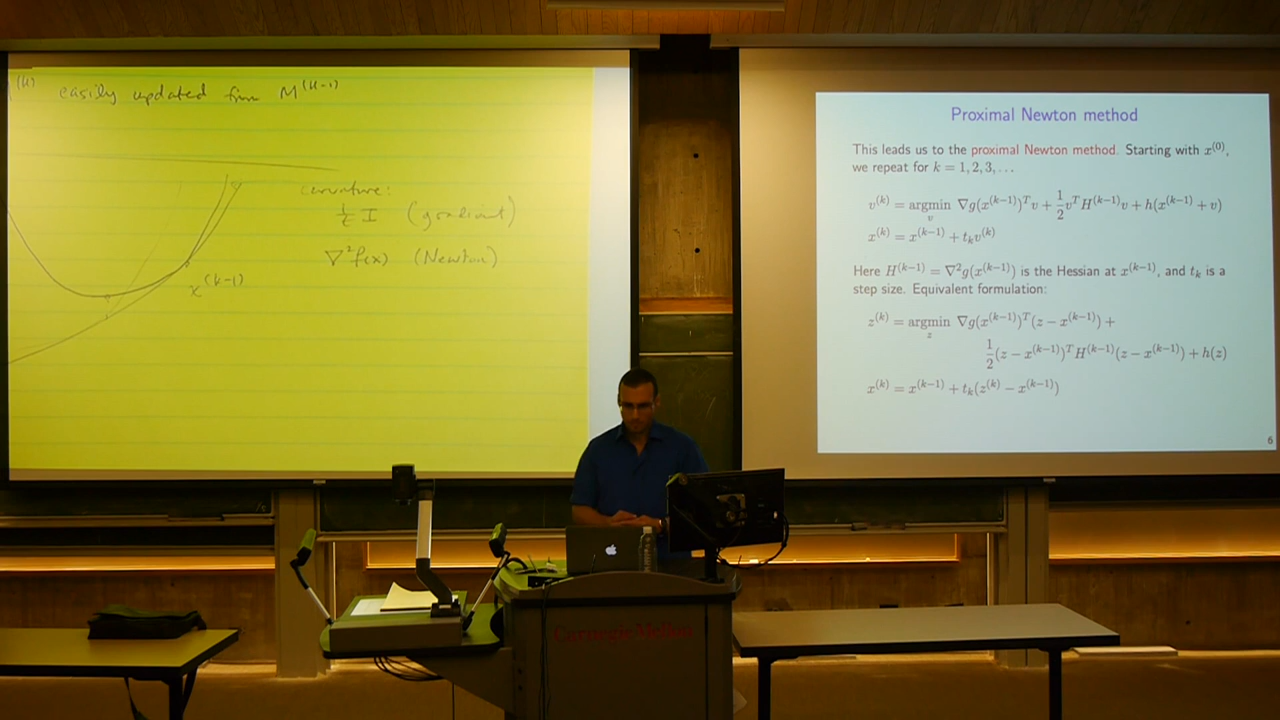 (k) easily updated from M^(k-1)
curvature:
1/t I (gradient)
∇²f(x) (Newton)
x^(k-1)
Proximal Newton method
This leads us to the proximal Newton method. Starting with x^(0),
we repeat for k = 1, 2, 3, . . .
v^(k) = argmin_v ∇g(x^(k-1))^T v + 1/2 v^T H^(k-1) v + h(x^(k-1) + v)
x^(k) = x^(k-1) + t_k v^(k)
Here H^(k-1) = ∇²g(x^(k-1)) is the Hessian at x^(k-1), and t_k is a
step size. Equivalent formulation:
z^(k) = argmin_z ∇g(x^(k-1))^T (z − x^(k-1)) +
1/2 (z − x^(k-1))^T H^(k-1) (z − x^(k-1)) + h(z)
x^(k) = x^(k-1) + t_k(z^(k) − x^(k-1))
6
Carnegie Mellon